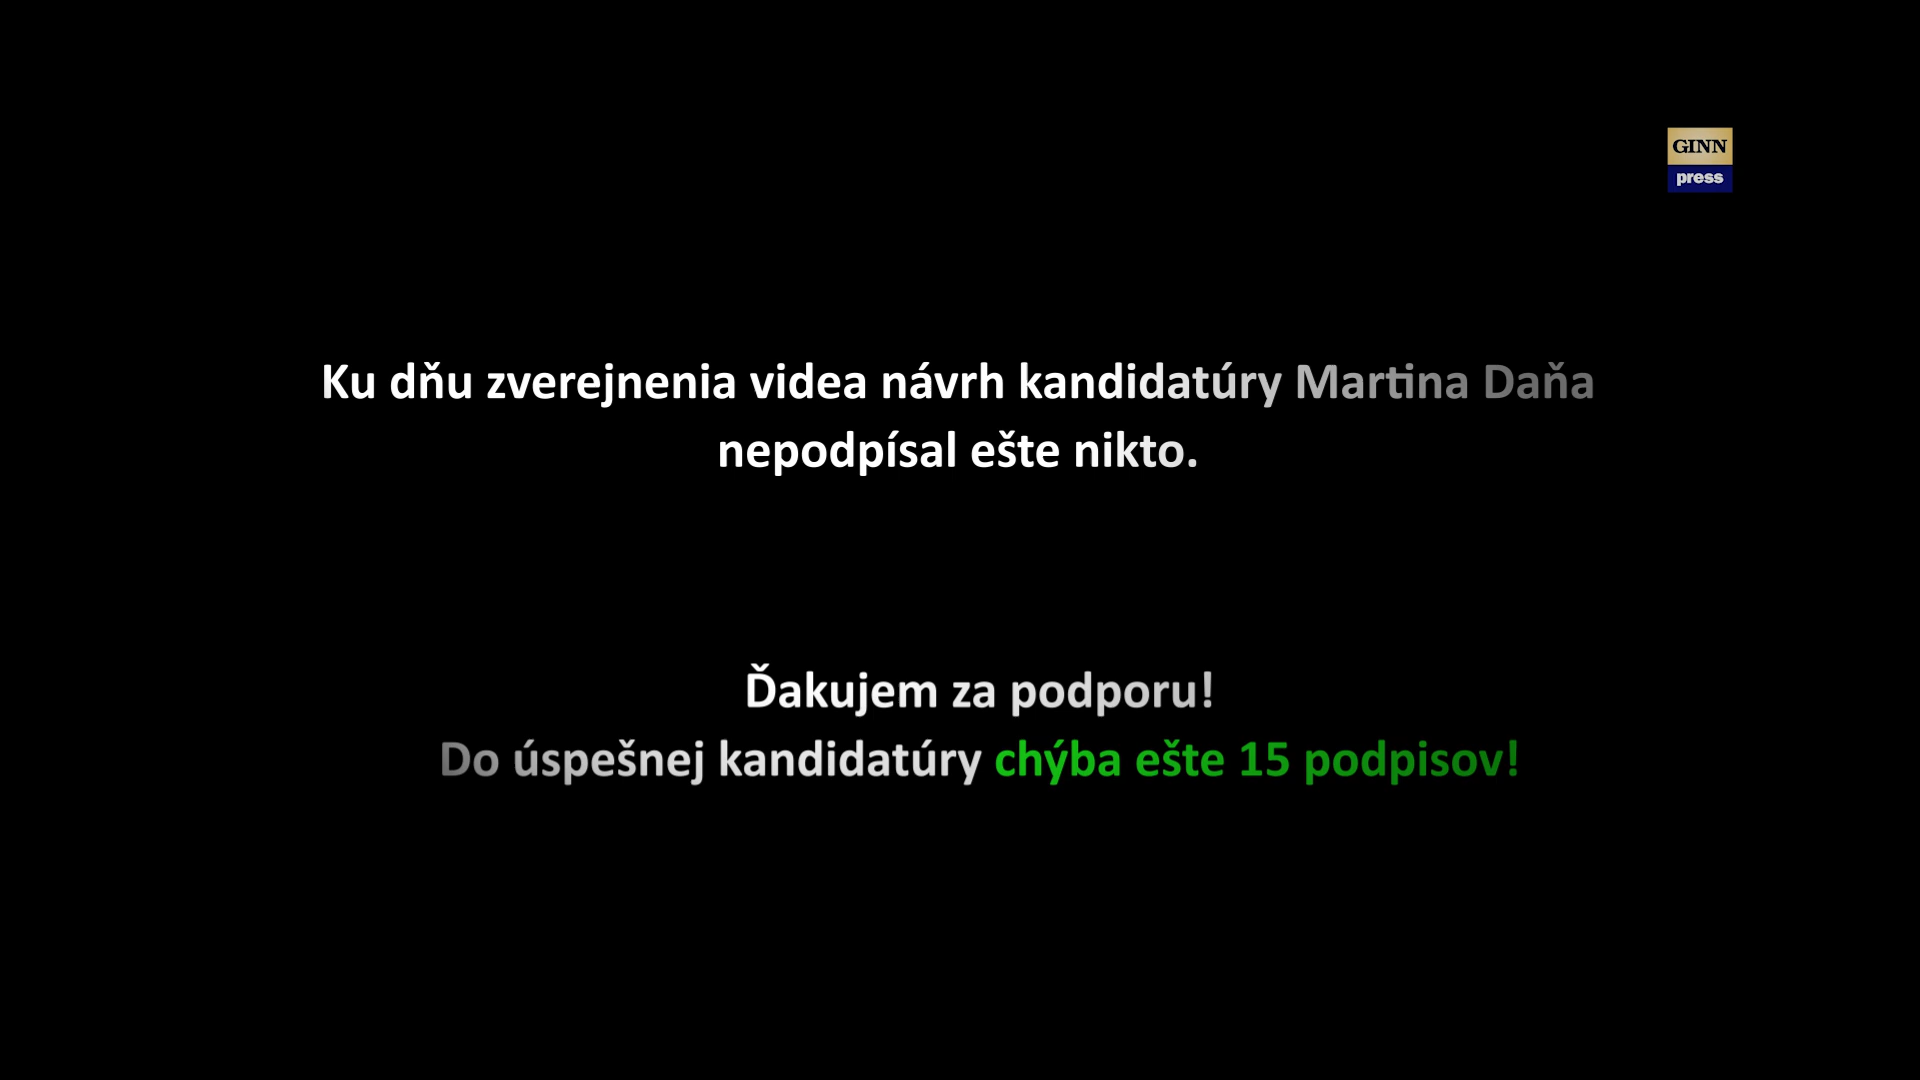 GINN
press
Ku dňu zverejnenia videa návrh kandidatúry Martina Daňa
nepodpísal ešte nikto.
Ďakujem za podporu!
Do úspešnej kandidatúry chýba ešte 15 podpisov!